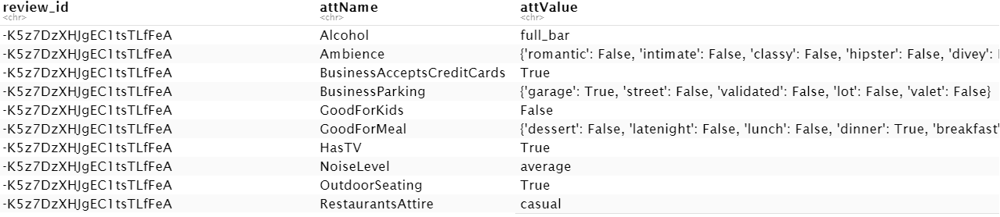 review_id attName attValue
<chr> <chr> <chr>
-K5z7DzXHJgEC1tsTLfFeA Alcohol full_bar
-K5z7DzXHJgEC1tsTLfFeA Ambience {'romantic': False, 'intimate': False, 'classy': False, 'hipster': False, 'divey':
-K5z7DzXHJgEC1tsTLfFeA BusinessAcceptsCreditCards True
-K5z7DzXHJgEC1tsTLfFeA BusinessParking {'garage': True, 'street': False, 'validated': False, 'lot': False, 'valet': False}
-K5z7DzXHJgEC1tsTLfFeA GoodForKids False
-K5z7DzXHJgEC1tsTLfFeA GoodForMeal {'dessert': False, 'latenight': False, 'lunch': False, 'dinner': True, 'breakfast'
-K5z7DzXHJgEC1tsTLfFeA HasTV True
-K5z7DzXHJgEC1tsTLfFeA NoiseLevel average
-K5z7DzXHJgEC1tsTLfFeA OutdoorSeating True
-K5z7DzXHJgEC1tsTLfFeA RestaurantsAttire casual